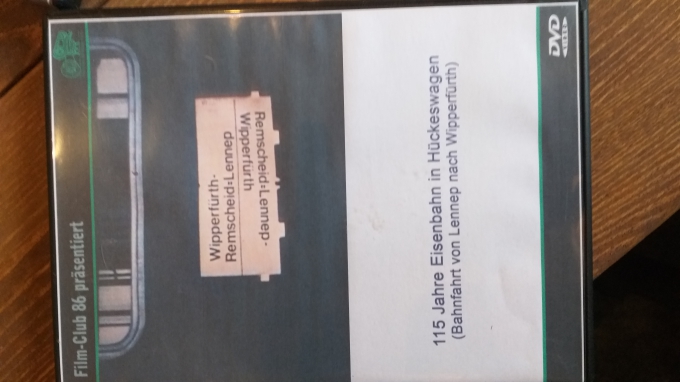 Film-Club 86 präsentiert
Wipperfürth-
Remscheid-Lennep
Remscheid-Lennep-
Wipperfürth
115 Jahre Eisenbahn in Hückeswagen
(Bahnfahrt von Lennep nach Wipperfürth)
DVD
VIDEO